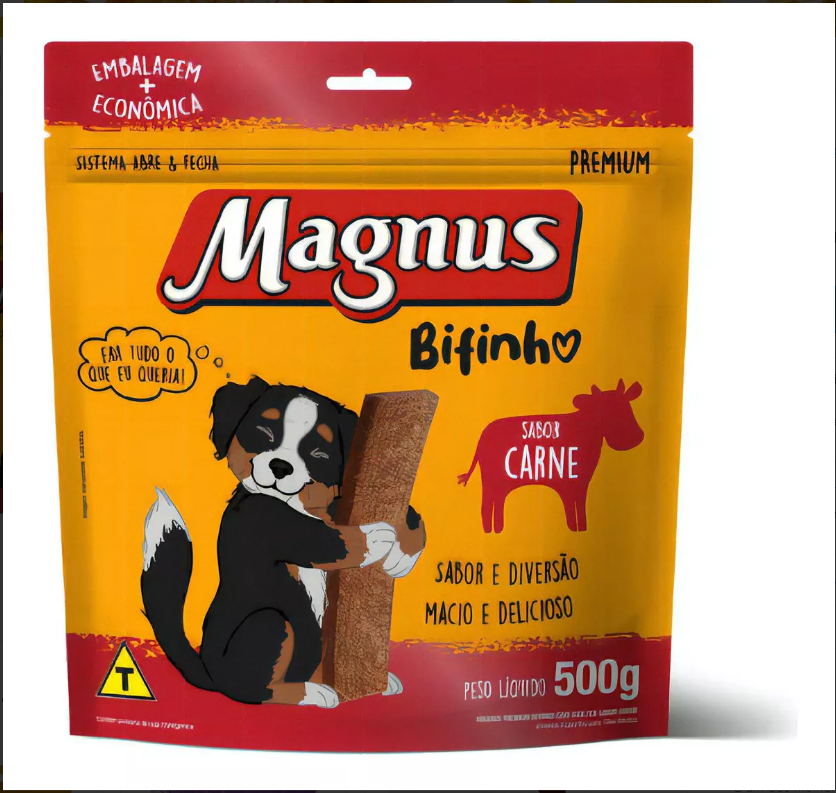 EMBALAGEM
+
ECONÔMICA
SISTEMA ABRE & FECHA
PREMIUM
Magnus
Bifinho
ERA TUDO O
QUE EU QUERIA!
SABOR
CARNE
SABOR E DIVERSÃO
MACIO E DELICIOSO
T
PESO LÍQUIDO 500g